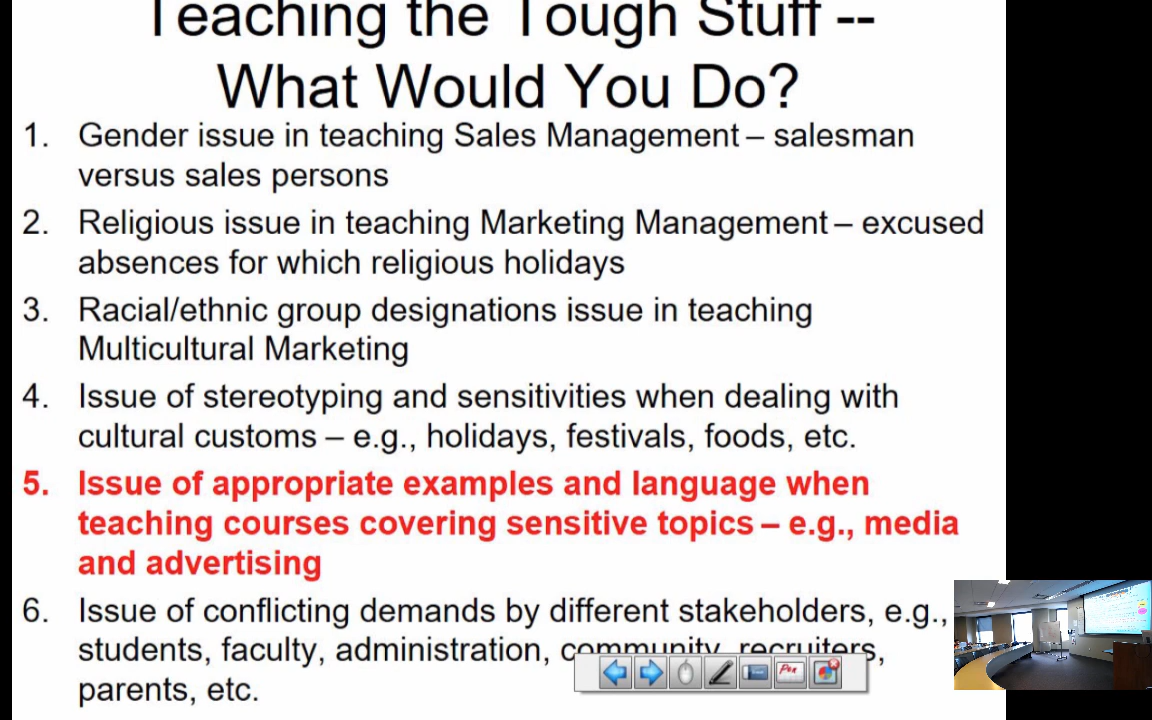 Teaching the Tough Stuff --
What Would You Do?
1. Gender issue in teaching Sales Management – salesman
versus sales persons
2. Religious issue in teaching Marketing Management – excused
absences for which religious holidays
3. Racial/ethnic group designations issue in teaching
Multicultural Marketing
4. Issue of stereotyping and sensitivities when dealing with
cultural customs – e.g., holidays, festivals, foods, etc.
5. Issue of appropriate examples and language when
teaching courses covering sensitive topics – e.g., media
and advertising
6. Issue of conflicting demands by different stakeholders, e.g.,
students, faculty, administration, community, recruiters,
parents, etc.
Pen